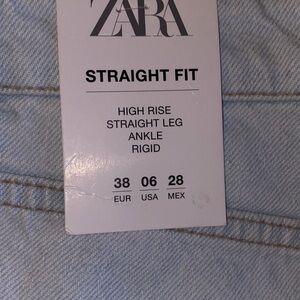 ZARA
STRAIGHT FIT
HIGH RISE
STRAIGHT LEG
ANKLE
RIGID
38 06 28
EUR USA MEX